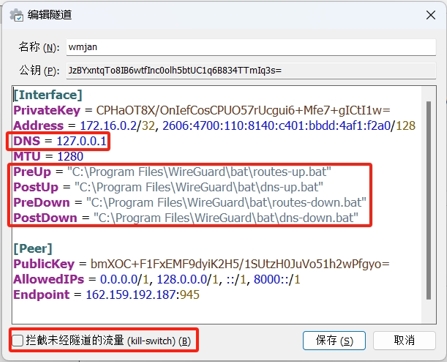 编辑隧道
名称 (N): wmjan
公钥 (P): JzBYxntqTo8IB6wtfInc0olh5btUC1q6B834TTmIq3s=
[Interface]
PrivateKey = CPHaOT8X/OnIefCosCPUO57rUcgui6+Mfe7+gICtI1w=
Address = 172.16.0.2/32, 2606:4700:110:8140:c401:bbdd:4af1:f2a0/128
DNS = 127.0.0.1
MTU = 1280
PreUp = "C:\Program Files\WireGuard\bat\routes-up.bat"
PostUp = "C:\Program Files\WireGuard\bat\dns-up.bat"
PreDown = "C:\Program Files\WireGuard\bat\routes-down.bat"
PostDown = "C:\Program Files\WireGuard\bat\dns-down.bat"
[Peer]
PublicKey = bmXOC+F1FxEMF9dyiK2H5/1SUtzH0JuVo51h2wPfgyo=
AllowedIPs = 0.0.0.0/1, 128.0.0.0/1, ::/1, 8000::/1
Endpoint = 162.159.192.187:945
拦截未经隧道的流量 (kill-switch) (B)
保存 (S)
取消